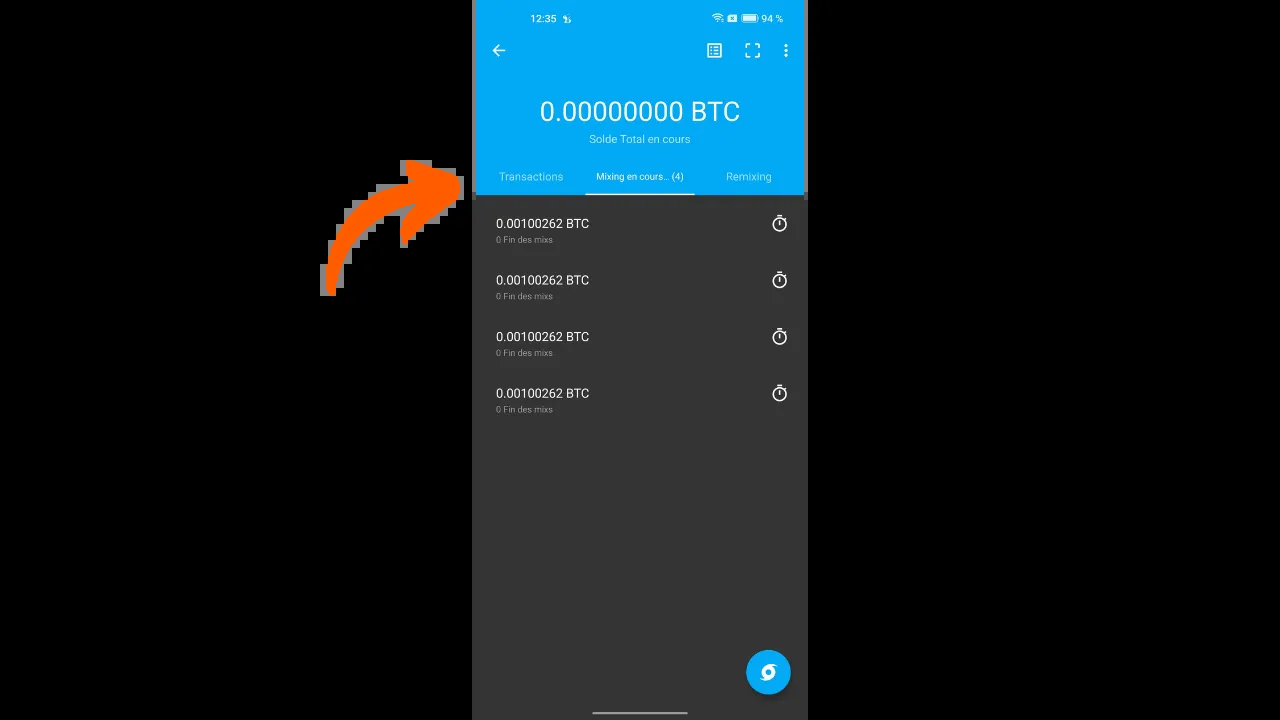 12:35
94 %
0.00000000 BTC
Solde Total en cours
Transactions
Mixing en cours... (4)
Remixing
0.00100262 BTC
0 Fin des mixs
0.00100262 BTC
0 Fin des mixs
0.00100262 BTC
0 Fin des mixs
0.00100262 BTC
0 Fin des mixs